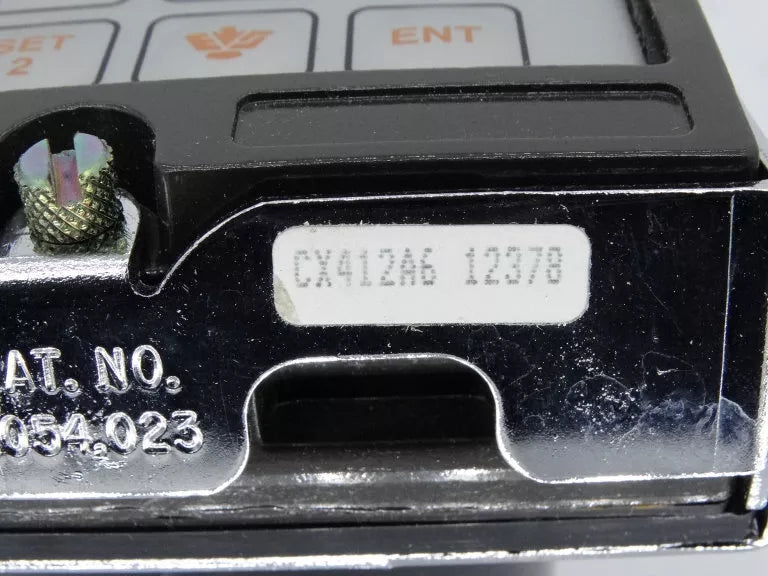 SET
2
ENT
CX412A6 12378
AT. NO.
054.023